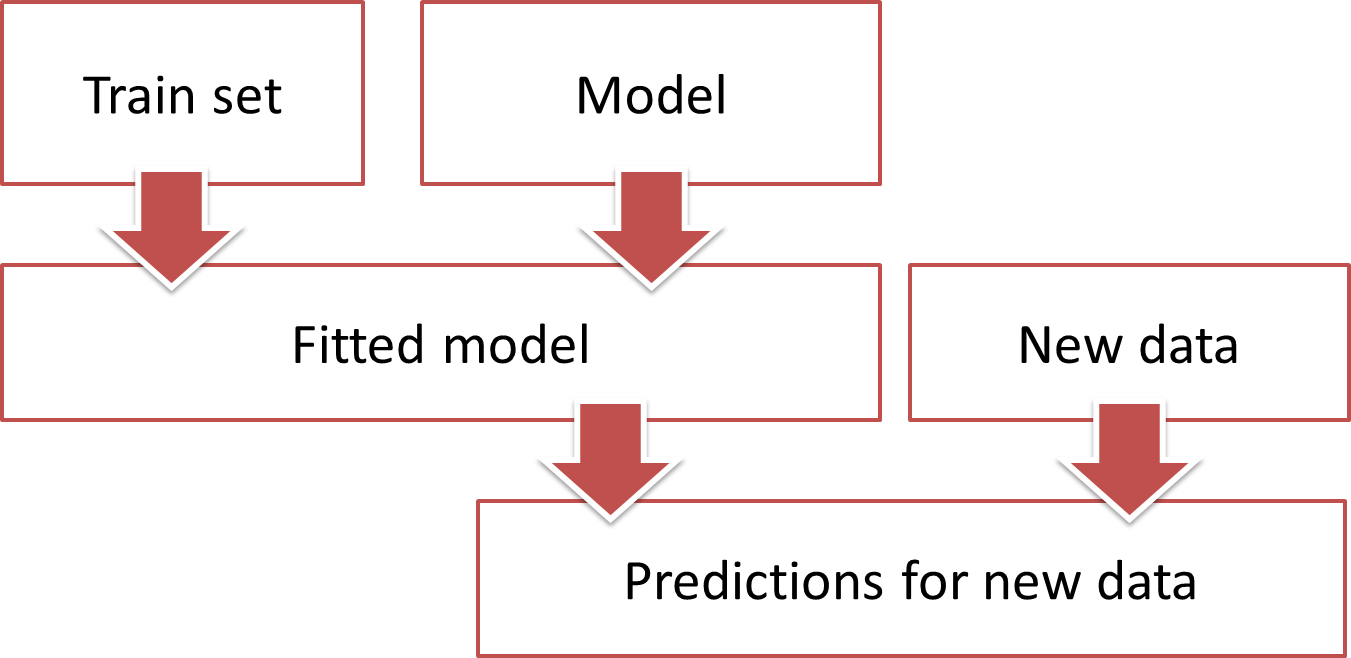 Train set
Model
Fitted model
New data
Predictions for new data